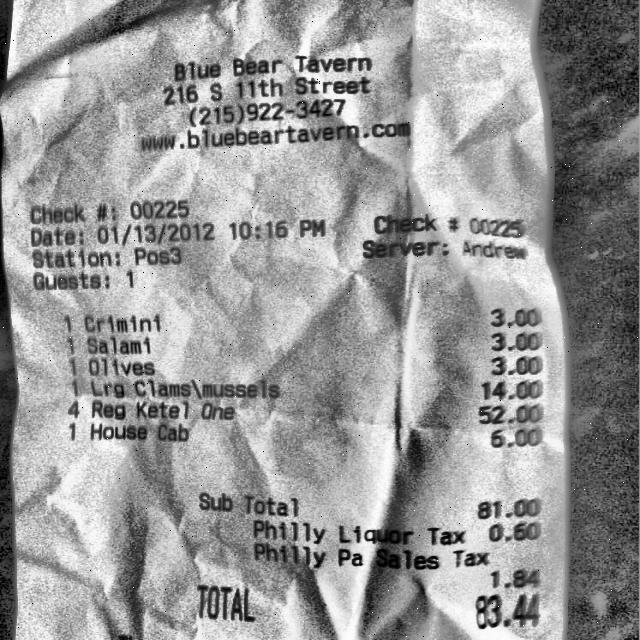 Blue Bear Tavern
216 S 11th Street
(215)922-3427
www.bluebeartavern.com
Check #: 00225
Date: 01/13/2012 10:16 PM
Station: Pos3
Guests: 1
Check # 00225
Server: Andrew
1 Crimini 3.00
1 Salami 3.00
1 Olives 3.00
1 Lrg Clams\mussels 14.00
4 Reg Ketel One 52.00
1 House Cab 6.00
Sub Total 81.00
Philly Liquor Tax 0.60
Philly Pa Sales Tax
1.84
TOTAL 83.44